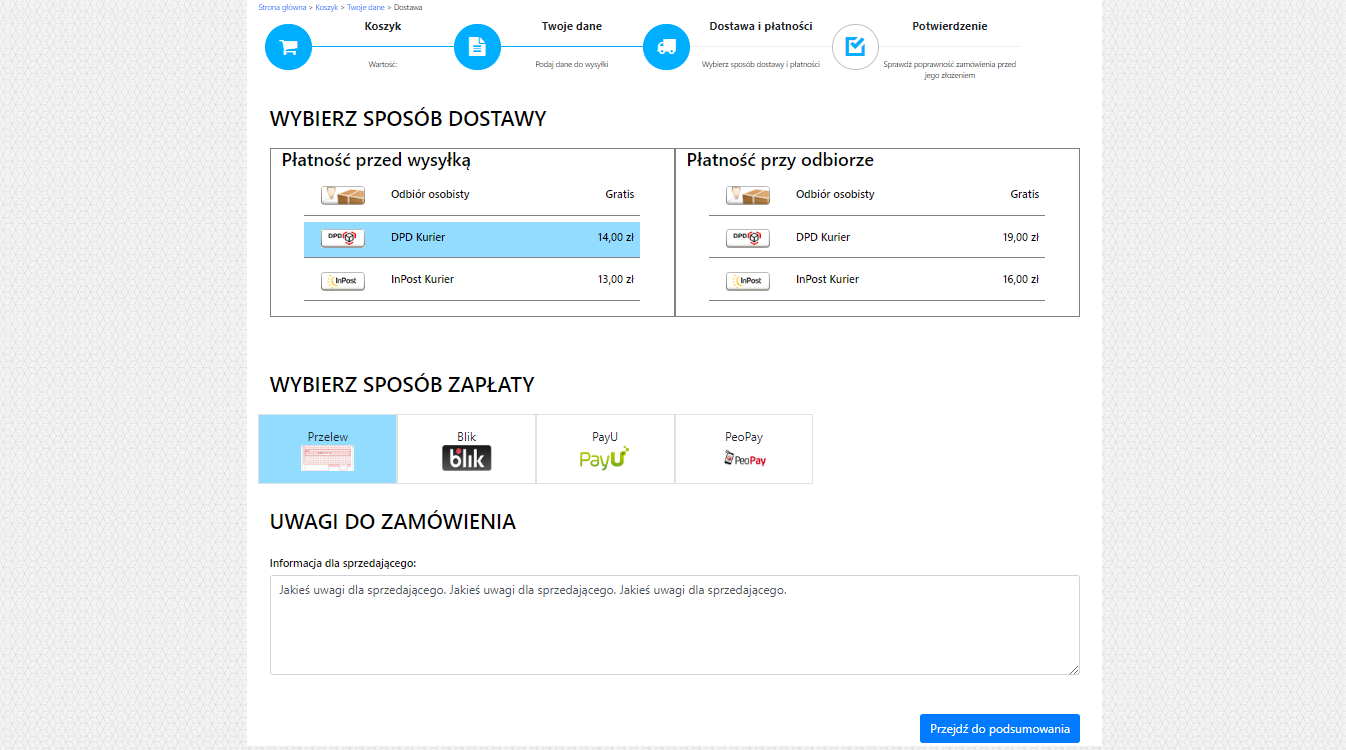 Strona główna > Koszyk > Twoje dane > Dostawa
Koszyk
Wartość:
Twoje dane
Podaj dane do wysyłki
Dostawa i płatności
Wybierz sposób dostawy i płatności
Potwierdzenie
Sprawdź poprawność zamówienia przed
jego złożeniem
WYBIERZ SPOSÓB DOSTAWY
Płatność przed wysyłką
Odbiór osobisty Gratis
DPD DPD Kurier 14,00 zł
InPost InPost Kurier 13,00 zł
Płatność przy odbiorze
Odbiór osobisty Gratis
DPD DPD Kurier 19,00 zł
InPost InPost Kurier 16,00 zł
WYBIERZ SPOSÓB ZAPŁATY
Przelew
Blik
blik
PayU
PayU
PeoPay
PeoPay
UWAGI DO ZAMÓWIENIA
Informacja dla sprzedającego:
Jakieś uwagi dla sprzedającego. Jakieś uwagi dla sprzedającego. Jakieś uwagi dla sprzedającego.
Przejdź do podsumowania